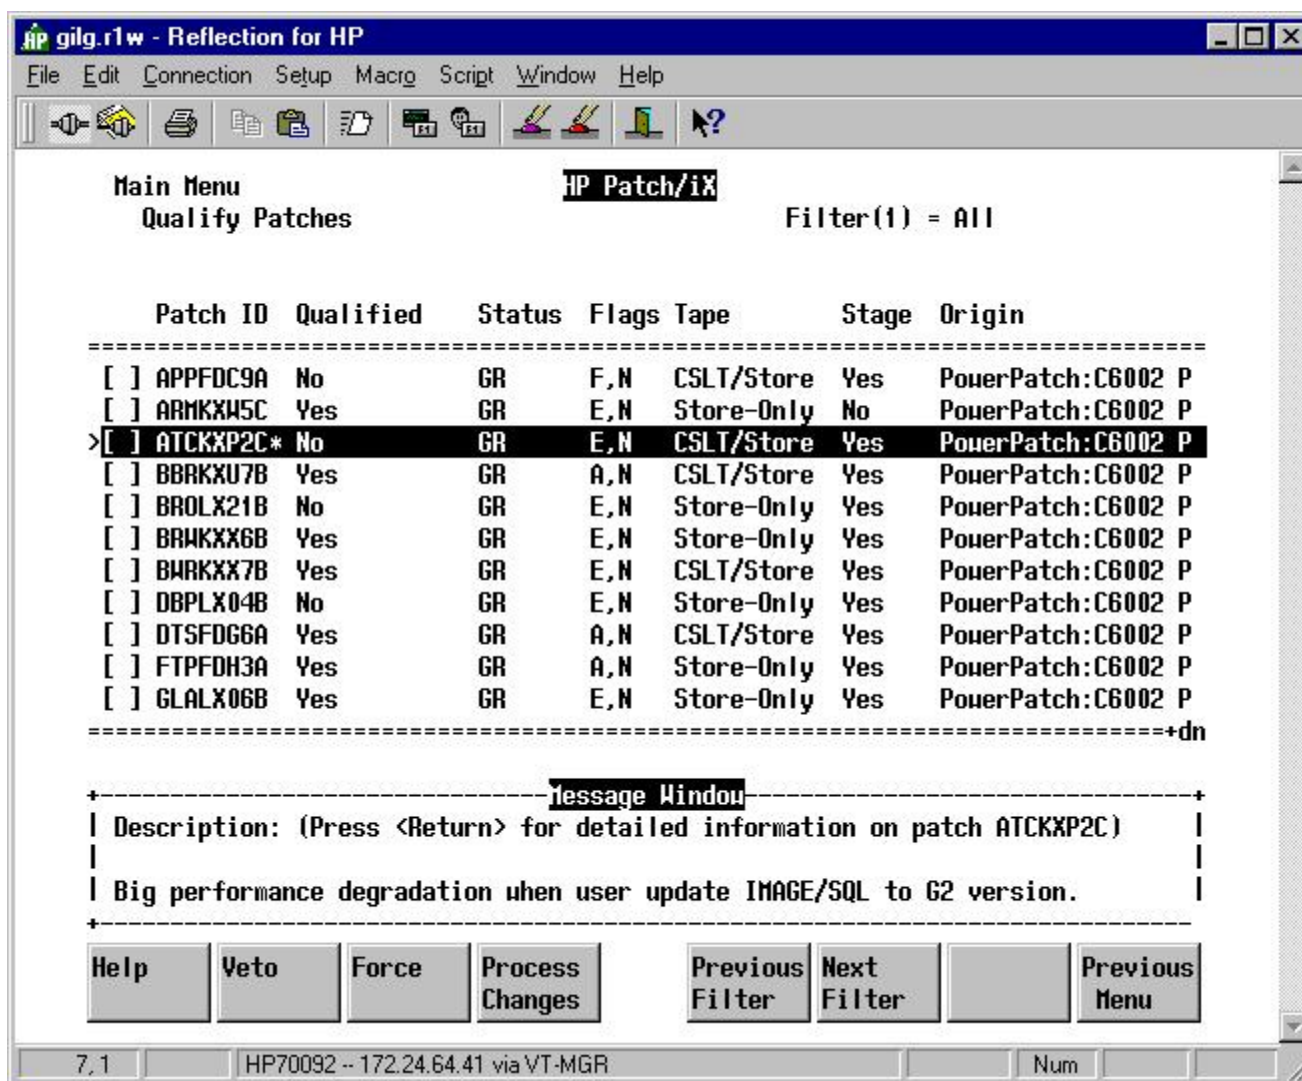 gilg.r1w - Reflection for HP
File Edit Connection Setup Macro Script Window Help
Main Menu HP Patch/iX
Qualify Patches Filter(1) = All
Patch ID Qualified Status Flags Tape Stage Origin
================================================================================
[ ] APPFDC9A No GR F,N CSLT/Store Yes PowerPatch:C6002 P
[ ] ARMKXW5C Yes GR E,N Store-Only No PowerPatch:C6002 P
>[ ] ATCKXP2C* No GR E,N CSLT/Store Yes PowerPatch:C6002 P
[ ] BBRKXU7B Yes GR A,N CSLT/Store Yes PowerPatch:C6002 P
[ ] BROLX21B No GR E,N Store-Only Yes PowerPatch:C6002 P
[ ] BRWKXX6B Yes GR E,N Store-Only Yes PowerPatch:C6002 P
[ ] BWRKXX7B Yes GR E,N CSLT/Store Yes PowerPatch:C6002 P
[ ] DBPLX04B No GR E,N Store-Only Yes PowerPatch:C6002 P
[ ] DTSFDG6A Yes GR A,N CSLT/Store Yes PowerPatch:C6002 P
[ ] FTPFDH3A Yes GR A,N Store-Only Yes PowerPatch:C6002 P
[ ] GLALX06B Yes GR E,N Store-Only Yes PowerPatch:C6002 P
=============================================================================+dn
+--------------------------------Message Window--------------------------------+
| Description: (Press <Return> for detailed information on patch ATCKXP2C) |
| |
| Big performance degradation when user update IMAGE/SQL to G2 version. |
+------------------------------------------------------------------------------
Help Veto Force Process Previous Next Previous
Changes Filter Filter Menu
7, 1 HP70092 -- 172.24.64.41 via VT-MGR Num